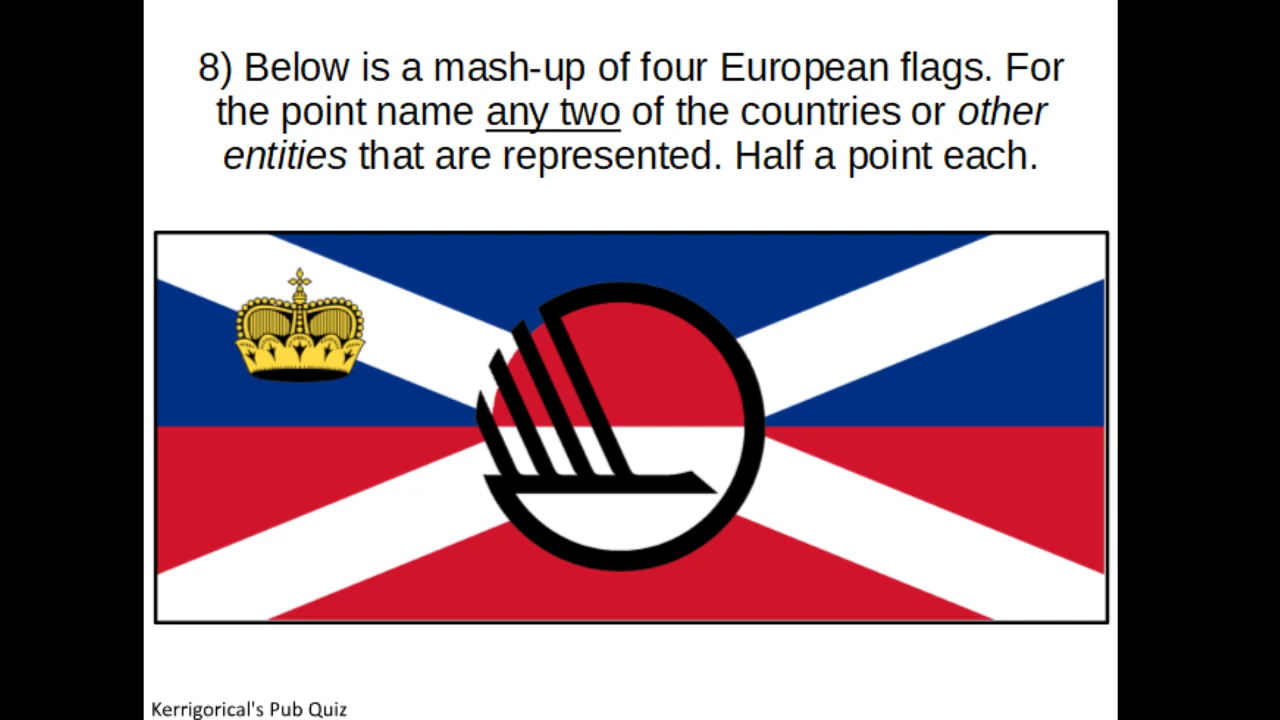 8) Below is a mash-up of four European flags. For
the point name any two of the countries or other
entities that are represented. Half a point each.
Kerrigorical's Pub Quiz